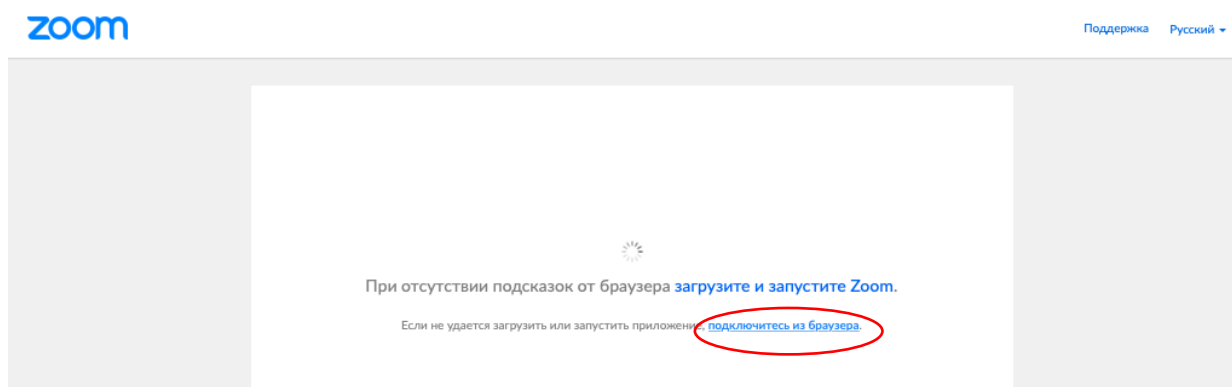 zoom
Поддержка Русский
При отсутствии подсказок от браузера загрузите и запустите Zoom.
Если не удается загрузить или запустить приложение, подключитесь из браузера.